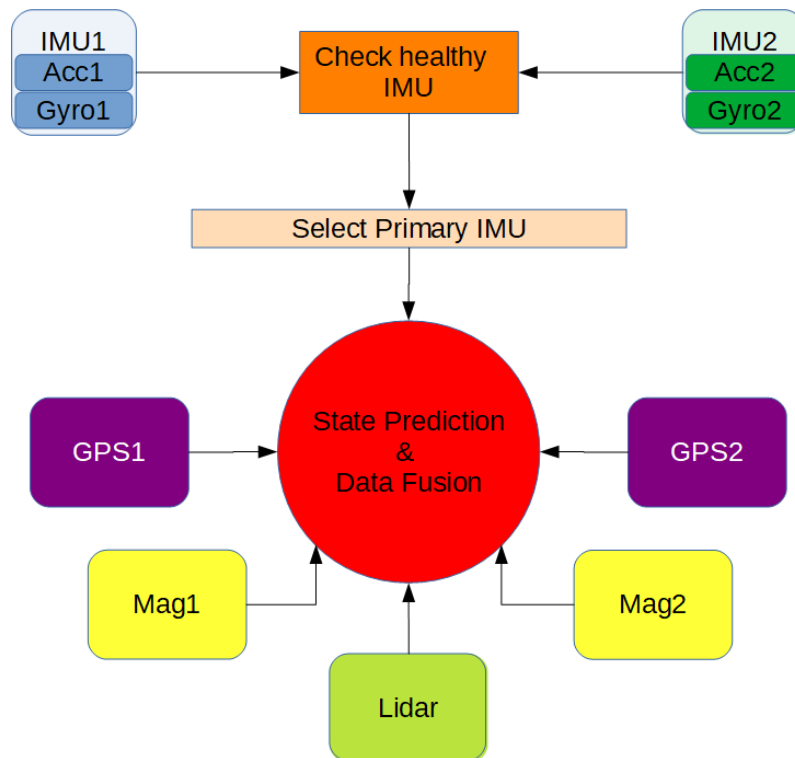 IMU1
Acc1
Gyro1
Check healthy
IMU
IMU2
Acc2
Gyro2
Select Primary IMU
State Prediction
&
Data Fusion
GPS1
GPS2
Mag1
Mag2
Lidar